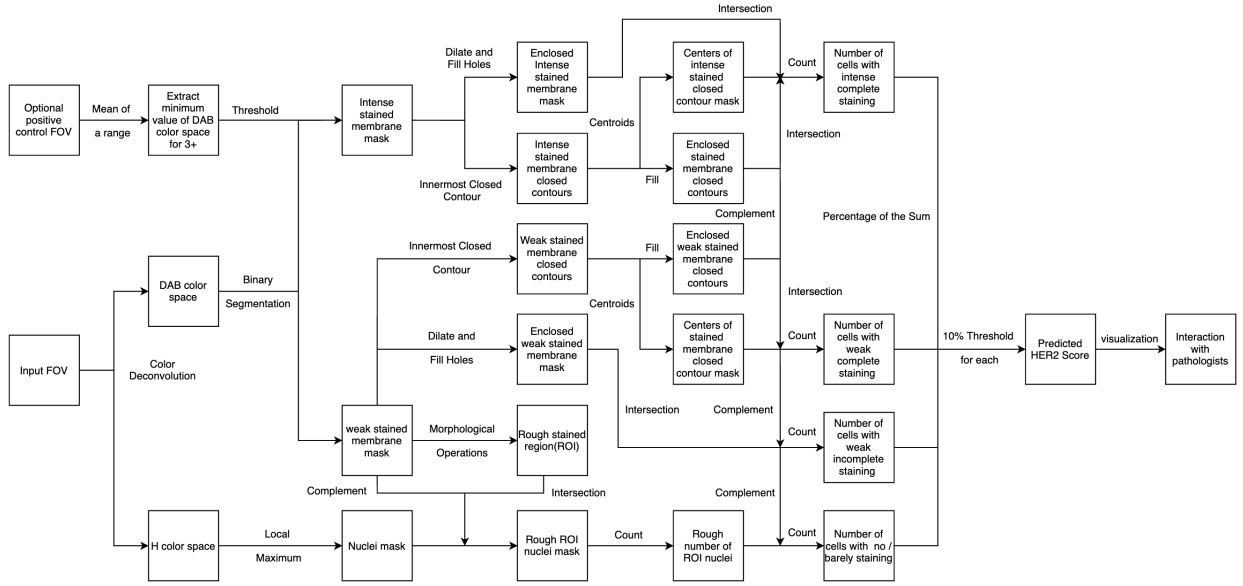 Intersection
Dilate and
Fill Holes
Enclosed
Intense
stained
membrane
mask
Centers of
intense
stained
closed
contour mask
Count
Number of
cells with
intense
complete
staining
Optional
positive
control FOV
Mean of
a range
Extract
minimum
value of DAB
color space
for 3+
Threshold
Intense
stained
membrane
mask
Centroids
Intersection
Innermost Closed
Contour
Intense
stained
membrane
closed
contours
Fill
Enclosed
stained
membrane
closed
contours
Complement
Percentage of the Sum
Innermost Closed
Contour
Weak stained
membrane
closed
contours
Fill
Enclosed
weak stained
membrane
closed
contours
DAB color
space
Binary
Segmentation
Centroids
Intersection
Input FOV
Color
Deconvolution
Dilate and
Fill Holes
Enclosed
weak stained
membrane
mask
Centers of
stained
membrane
closed
contour mask
Count
Number of
cells with
weak
complete
staining
10% Threshold
for each
Predicted
HER2 Score
visualization
Interaction
with
pathologists
Intersection
Complement
weak stained
membrane
mask
Morphological
Operations
Rough stained
region(ROI)
Count
Number of
cells with
weak
incomplete
staining
Complement
Intersection
Complement
H color space
Local
Maximum
Nuclei mask
Rough ROI
nuclei mask
Count
Rough
number of
ROI nuclei
Count
Number of
cells with no /
barely staining